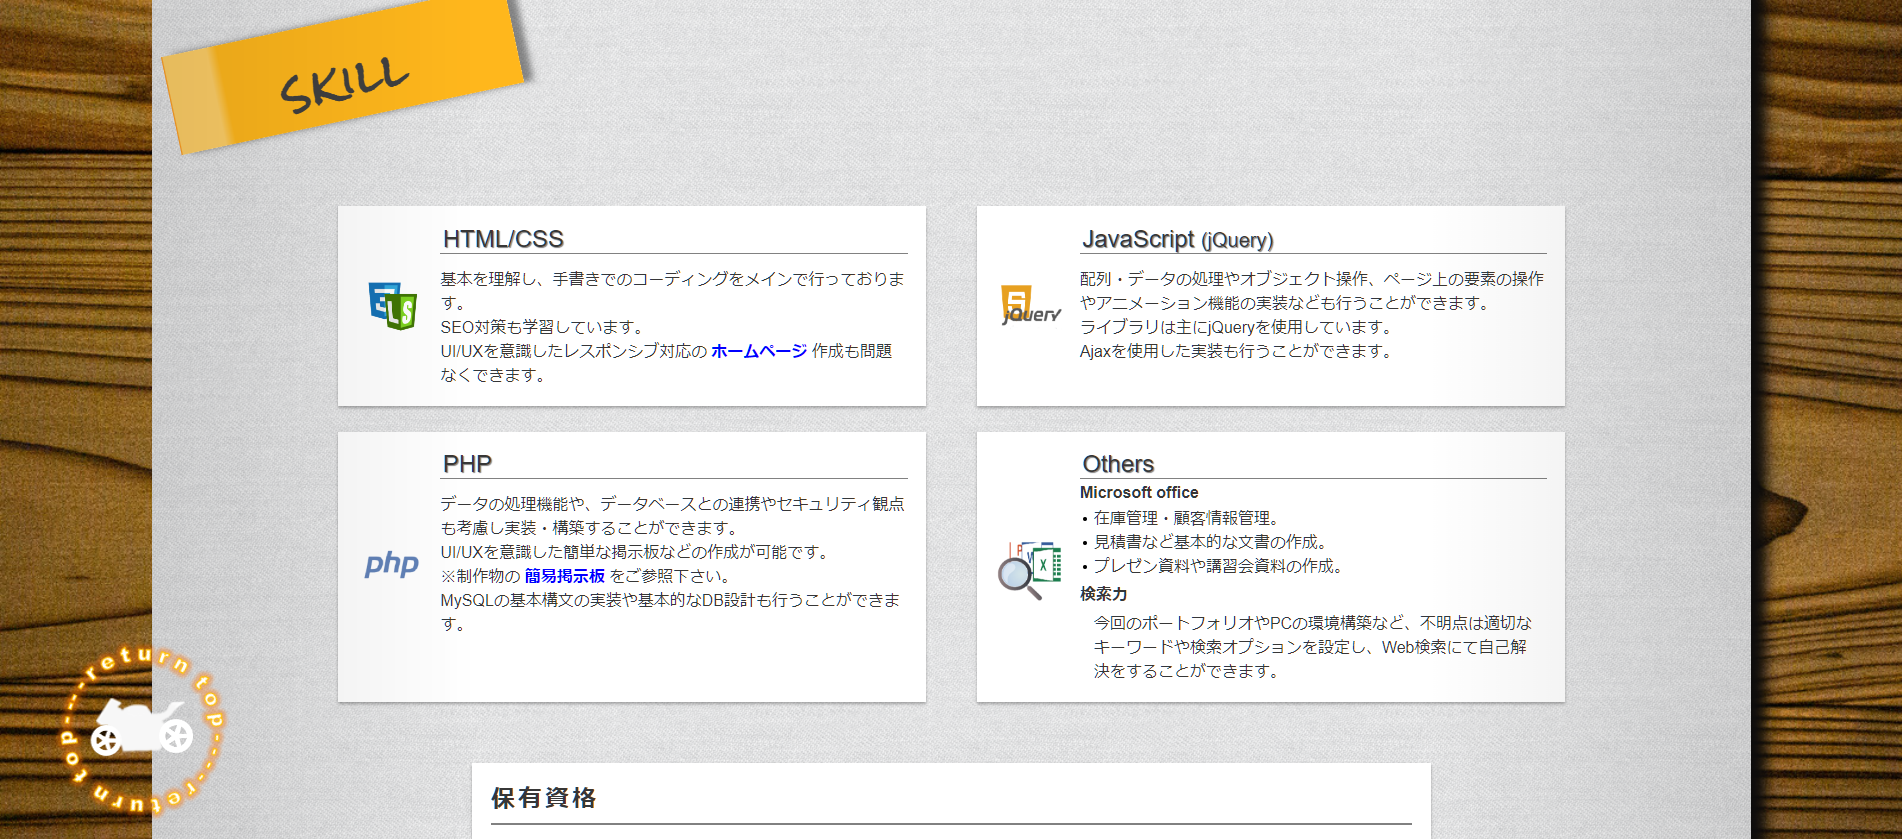 SKILL
HTML/CSS
基本を理解し、手書きでのコーディングをメインで行っておりま
す。
SEO対策も学習しています。
UI/UXを意識したレスポンシブ対応の ホームページ 作成も問題
なくできます。
JavaScript (jQuery)
jQuery
配列・データの処理やオブジェクト操作、ページ上の要素の操作
やアニメーション機能の実装なども行うことができます。
ライブラリは主にjQueryを使用しています。
Ajaxを使用した実装も行うことができます。
PHP
php
データの処理機能や、データベースとの連携やセキュリティ観点
も考慮し実装・構築することができます。
UI/UXを意識した簡単な掲示板などの作成が可能です。
※制作物の 簡易掲示板 をご参照下さい。
MySQLの基本構文の実装や基本的なDB設計も行うことができま
す。
Others
Microsoft office
• 在庫管理・顧客情報管理。
• 見積書など基本的な文書の作成。
• プレゼン資料や講習会資料の作成。
検索力
今回のポートフォリオやPCの環境構築など、不明点は適切な
キーワードや検索オプションを設定し、Web検索にて自己解
決をすることができます。
return top----return top----
保有資格